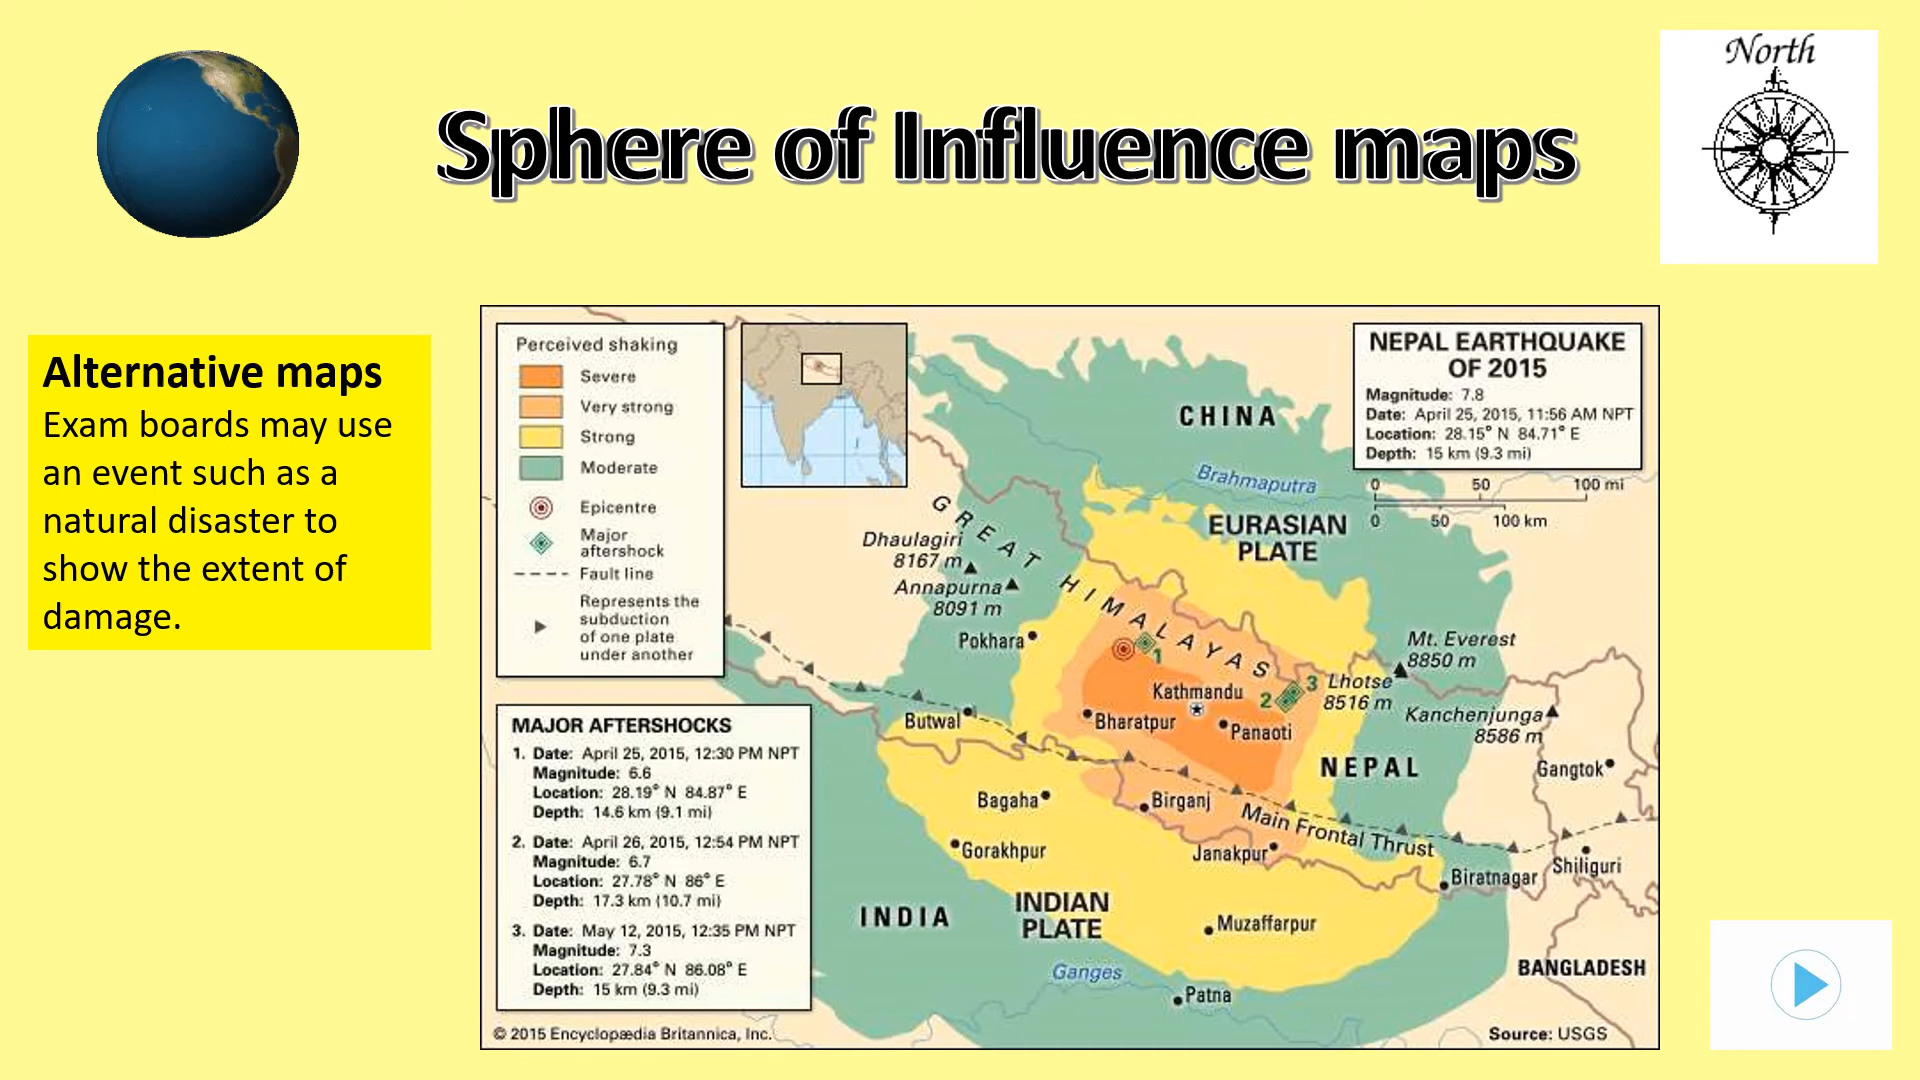 North
Sphere of Influence maps
Alternative maps
Exam boards may use
an event such as a
natural disaster to
show the extent of
damage.
Perceived shaking
Severe
Very strong
Strong
Moderate
Epicentre
Major
aftershock
Fault line
Represents the
subduction
of one plate
under another
NEPAL EARTHQUAKE
OF 2015
Magnitude: 7.8
Date: April 25, 2015, 11:56 AM NPT
Location: 28.15° N 84.71° E
Depth: 15 km (9.3 mi)
0 50 100 mi
0 50 100 km
CHINA
Brahmaputra
EURASIAN
PLATE
GREAT HIMALAYAS
Dhaulagiri
8167 m
Annapurna
8091 m
Pokhara
1
Mt. Everest
8850 m
3
Lhotse
8516 m
2
Kathmandu
Kanchenjunga
8586 m
Butwal
Bharatpur
Panaoti
NEPAL
Gangtok
Bagaha
Birganj
Main Frontal Thrust
Gorakhpur
Janakpur
Shiliguri
Biratnagar
INDIA
INDIAN
PLATE
Muzaffarpur
Ganges
BANGLADESH
Patna
MAJOR AFTERSHOCKS
1. Date: April 25, 2015, 12:30 PM NPT
Magnitude: 6.6
Location: 28.19° N 84.87° E
Depth: 14.6 km (9.1 mi)
2. Date: April 26, 2015, 12:54 PM NPT
Magnitude: 6.7
Location: 27.78° N 86° E
Depth: 17.3 km (10.7 mi)
3. Date: May 12, 2015, 12:35 PM NPT
Magnitude: 7.3
Location: 27.84° N 86.08° E
Depth: 15 km (9.3 mi)
© 2015 Encyclopædia Britannica, Inc.
Source: USGS